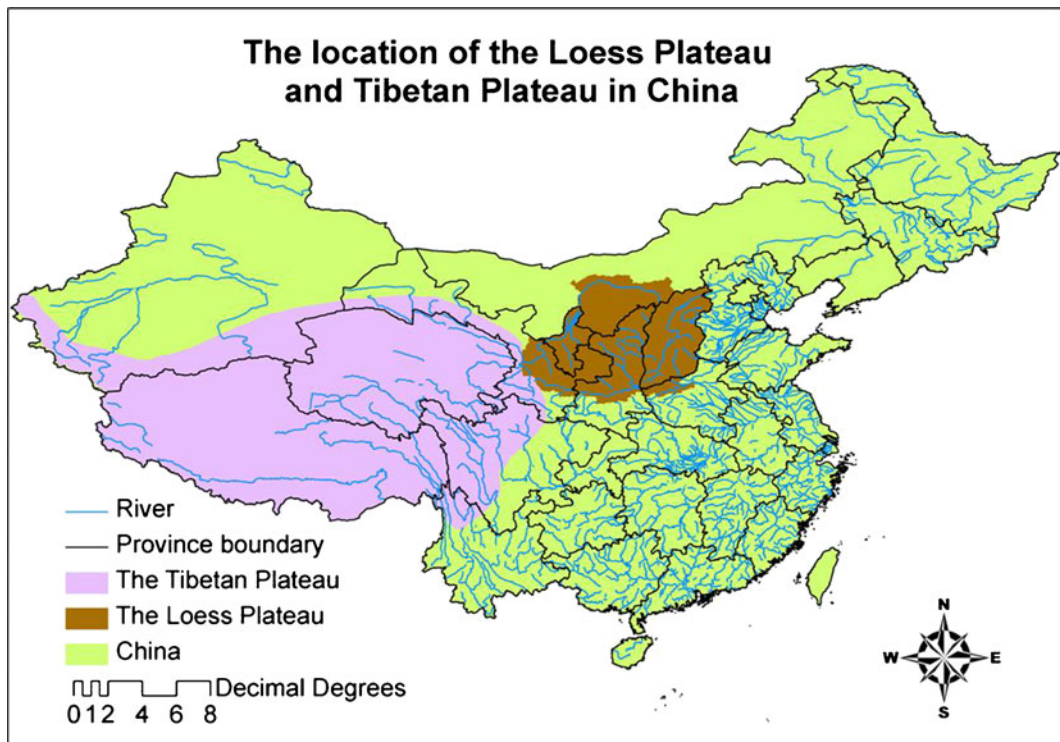 The location of the Loess Plateau
and Tibetan Plateau in China
River
Province boundary
The Tibetan Plateau
The Loess Plateau
China
Decimal Degrees
0 1 2 4 6 8
N
W E
S